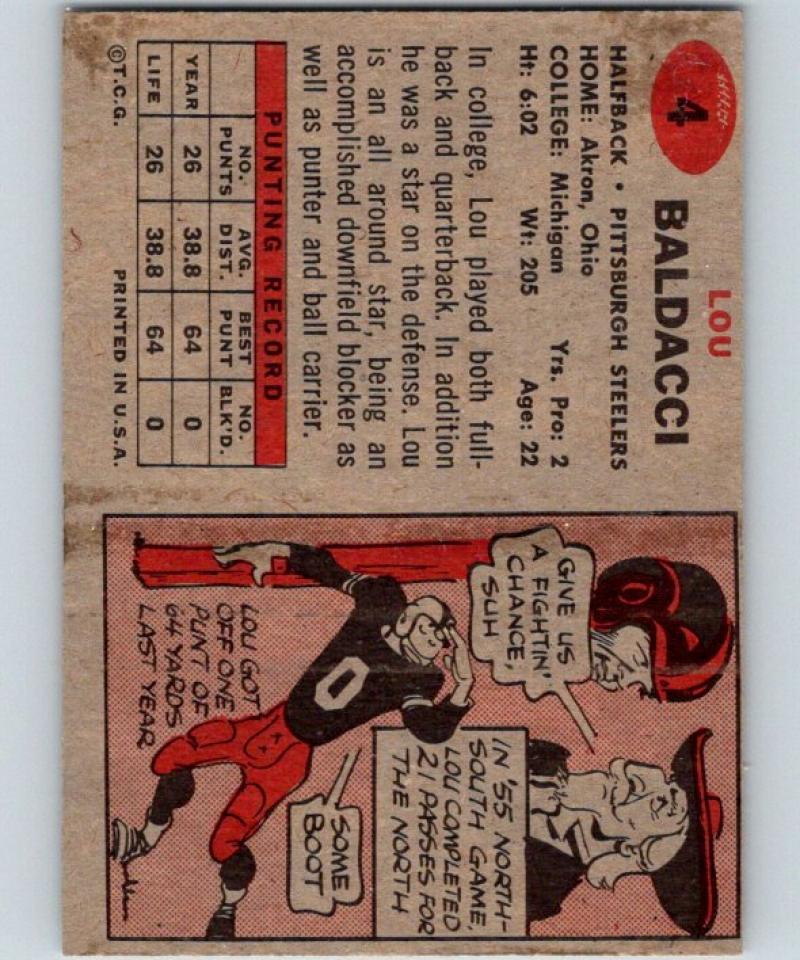 4
LOU
BALDACCI
HALFBACK • PITTSBURGH STEELERS
HOME: Akron, Ohio
COLLEGE: Michigan Yrs. Pro: 2
Ht: 6:02 Wt: 205 Age: 22
In college, Lou played both full-
back and quarterback. In addition
he was a star on the defense. Lou
is an all around star, being an
accomplished downfield blocker as
well as punter and ball carrier.
PUNTING RECORD
YEAR NO. PUNTS AVG. DIST. BEST PUNT NO. BLK'D.
YEAR 26 38.8 64 0
LIFE 26 38.8 64 0
©T.C.G. PRINTED IN U.S.A.
GIVE US
A FIGHTIN'
CHANCE,
SUH
IN '55 NORTH-
SOUTH GAME,
LOU COMPLETED
21 PASSES FOR
THE NORTH
0
SOME
BOOT
LOU GOT
OFF ONE
PUNT OF
64 YARDS
LAST YEAR